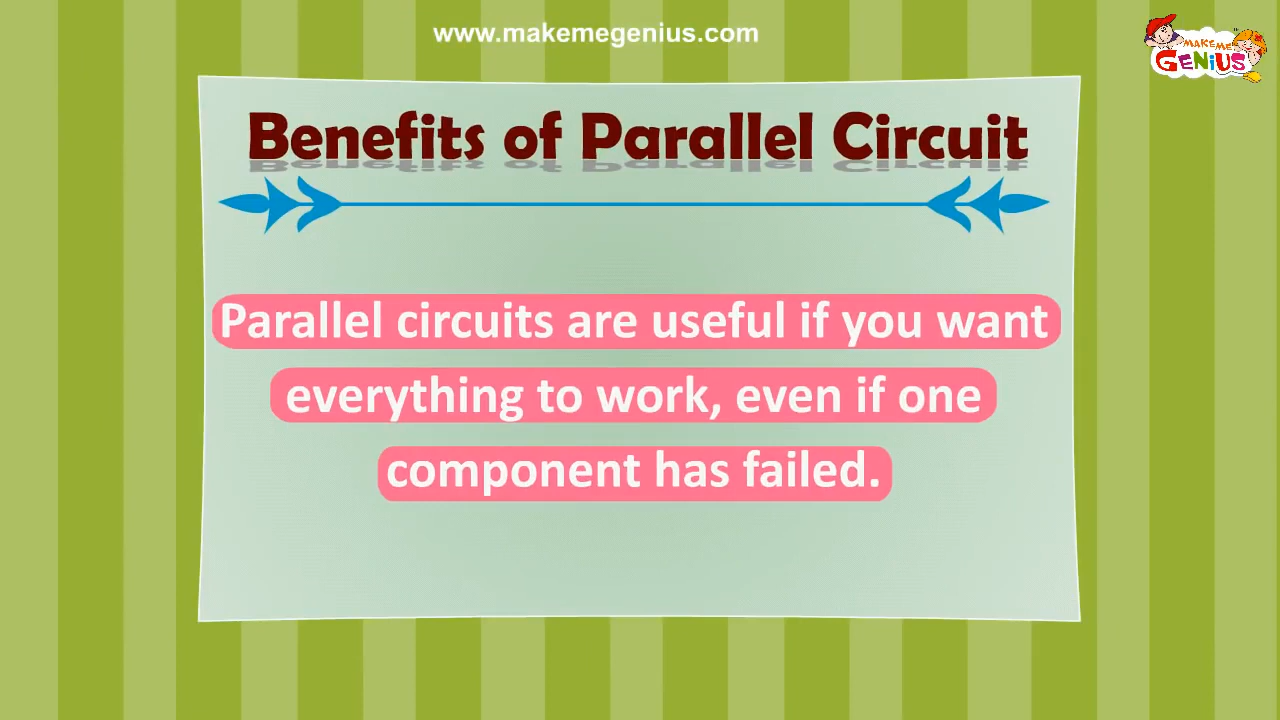 www.makemegenius.com
MAKE ME
GENiUS
Benefits of Parallel Circuit
Parallel circuits are useful if you want
everything to work, even if one
component has failed.